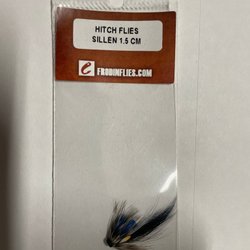 HITCH FLIES
SILLEN 1.5 CM
FRODINFLIES.COM